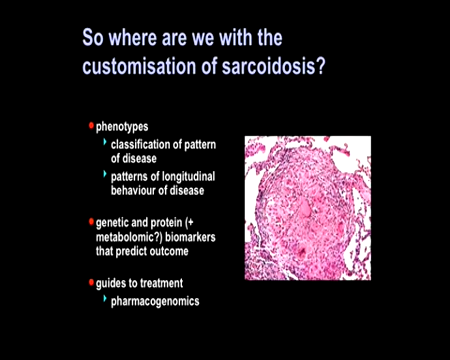 So where are we with the
customisation of sarcoidosis?
phenotypes
classification of pattern
of disease
patterns of longitudinal
behaviour of disease
genetic and protein (+
metabolomic?) biomarkers
that predict outcome
guides to treatment
pharmacogenomics